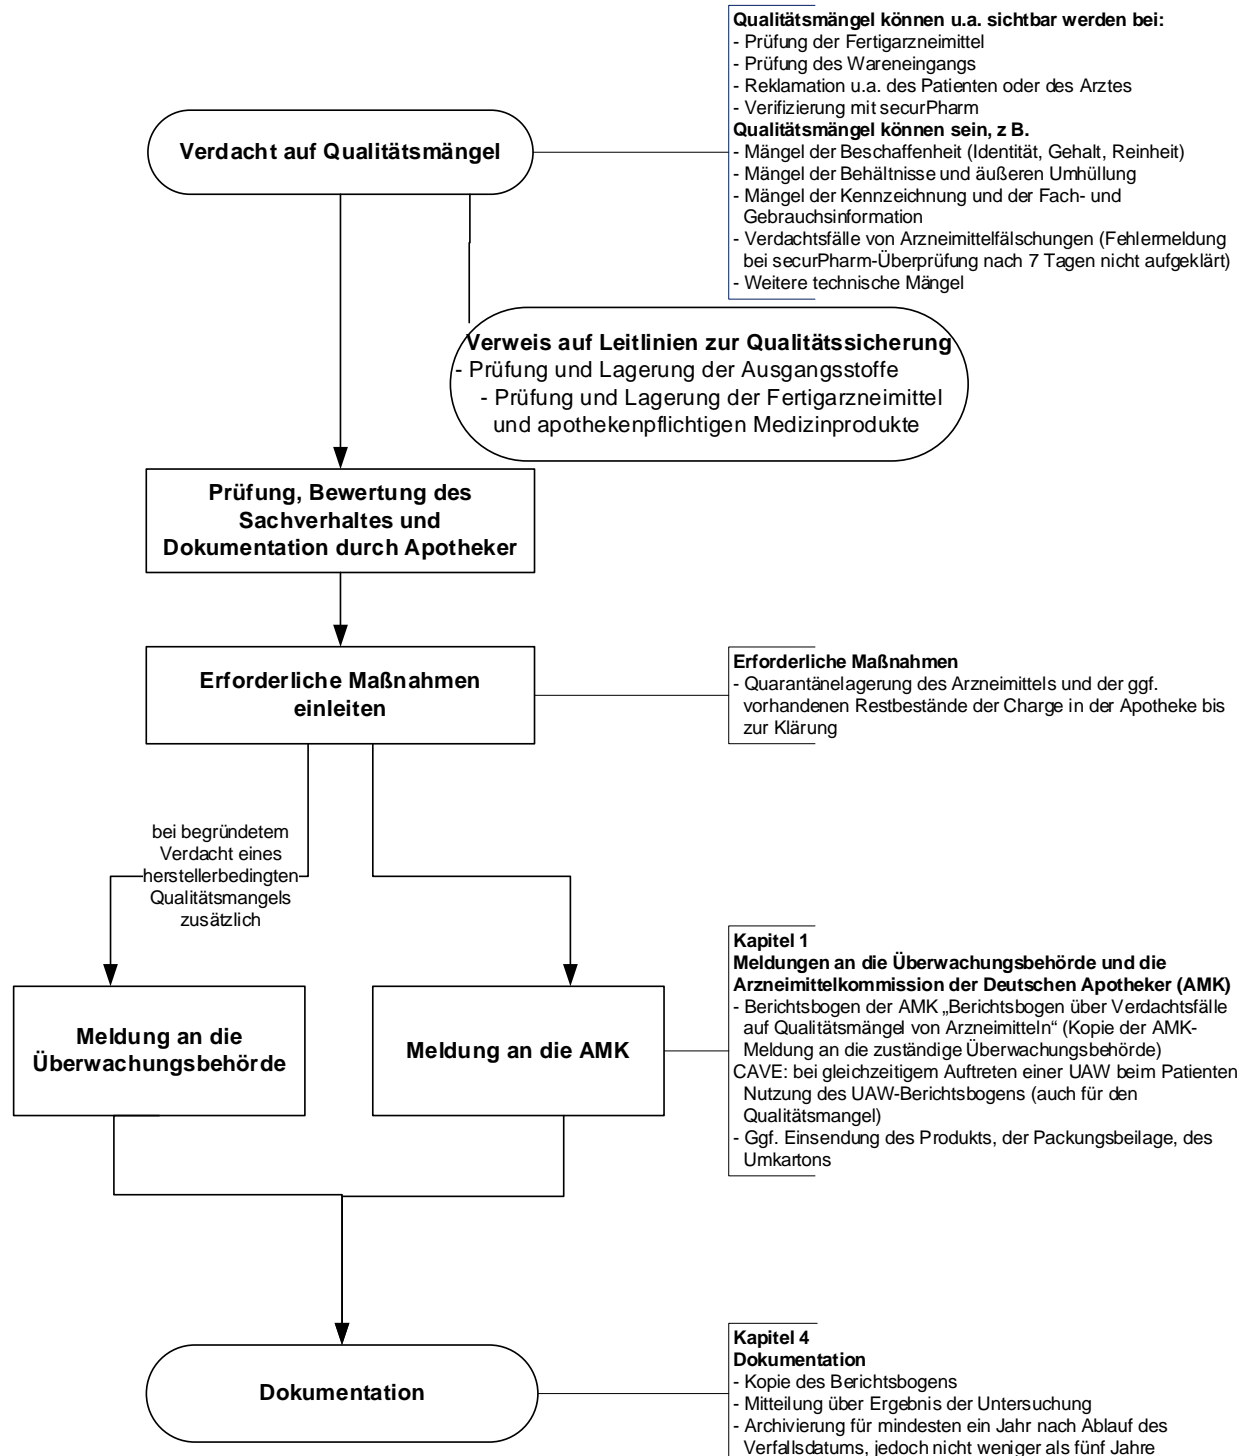 Qualitätsmängel können u.a. sichtbar werden bei:
- Prüfung der Fertigarzneimittel
- Prüfung des Wareneingangs
- Reklamation u.a. des Patienten oder des Arztes
- Verifizierung mit securPharm
Qualitätsmängel können sein, z B.
- Mängel der Beschaffenheit (Identität, Gehalt, Reinheit)
- Mängel der Behältnisse und äußeren Umhüllung
- Mängel der Kennzeichnung und der Fach- und
Gebrauchsinformation
- Verdachtsfälle von Arzneimittelfälschungen (Fehlermeldung
bei securPharm-Überprüfung nach 7 Tagen nicht aufgeklärt)
- Weitere technische Mängel
Verdacht auf Qualitätsmängel
Verweis auf Leitlinien zur Qualitätssicherung
- Prüfung und Lagerung der Ausgangsstoffe
- Prüfung und Lagerung der Fertigarzneimittel
und apothekenpflichtigen Medizinprodukte
Prüfung, Bewertung des
Sachverhaltes und
Dokumentation durch Apotheker
Erforderliche Maßnahmen
einleiten
Erforderliche Maßnahmen
- Quarantänelagerung des Arzneimittels und der ggf.
vorhandenen Restbestände der Charge in der Apotheke bis
zur Klärung
bei begründetem
Verdacht eines
herstellerbedingten
Qualitätsmangels
zusätzlich
Meldung an die
Überwachungsbehörde
Meldung an die AMK
Kapitel 1
Meldungen an die Überwachungsbehörde und die
Arzneimittelkommission der Deutschen Apotheker (AMK)
- Berichtsbogen der AMK „Berichtsbogen über Verdachtsfälle
auf Qualitätsmängel von Arzneimitteln“ (Kopie der AMK-
Meldung an die zuständige Überwachungsbehörde)
CAVE: bei gleichzeitigem Auftreten einer UAW beim Patienten
Nutzung des UAW-Berichtsbogens (auch für den
Qualitätsmangel)
- Ggf. Einsendung des Produkts, der Packungsbeilage, des
Umkartons
Dokumentation
Kapitel 4
Dokumentation
- Kopie des Berichtsbogens
- Mitteilung über Ergebnis der Untersuchung
- Archivierung für mindesten ein Jahr nach Ablauf des
Verfallsdatums, jedoch nicht weniger als fünf Jahre